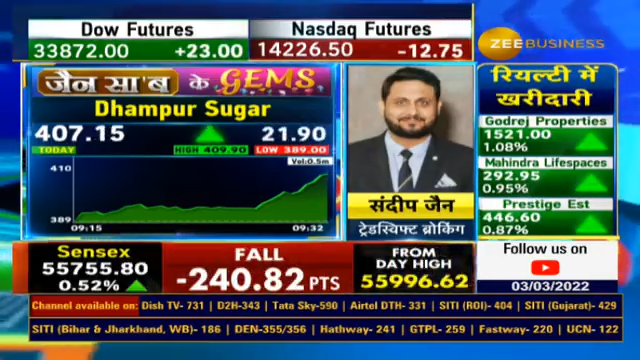 Dow Futures
33872.00 +23.00
Nasdaq Futures
14226.50 -12.75
ZEE BUSINESS
जैन सा'ब के GEMS
Dhampur Sugar
407.15 21.90
TODAY HIGH 409.90 LOW 389.00
Vol:0.5m
410
389
09:15 09:32
संदीप जैन
ट्रेडस्विफ्ट ब्रोकिंग
रियल्टी में
खरीदारी
Godrej Properties
1521.00
1.08%
Mahindra Lifespaces
292.95
0.95%
Prestige Est
446.60
0.87%
Sensex
55755.80
0.52%
FALL
-240.82 PTS
FROM
DAY HIGH
55996.62
Follow us on
03/03/2022
Channel available on: Dish TV- 731 | D2H-343 | Tata Sky-590 | Airtel DTH- 331 | SITI (ROI)- 404 | SITI (Gujarat)- 429
SITI (Bihar & Jharkhand, WB)- 186 | DEN-355/356 | Hathway- 241 | GTPL- 259 | Fastway- 220 | UCN- 122